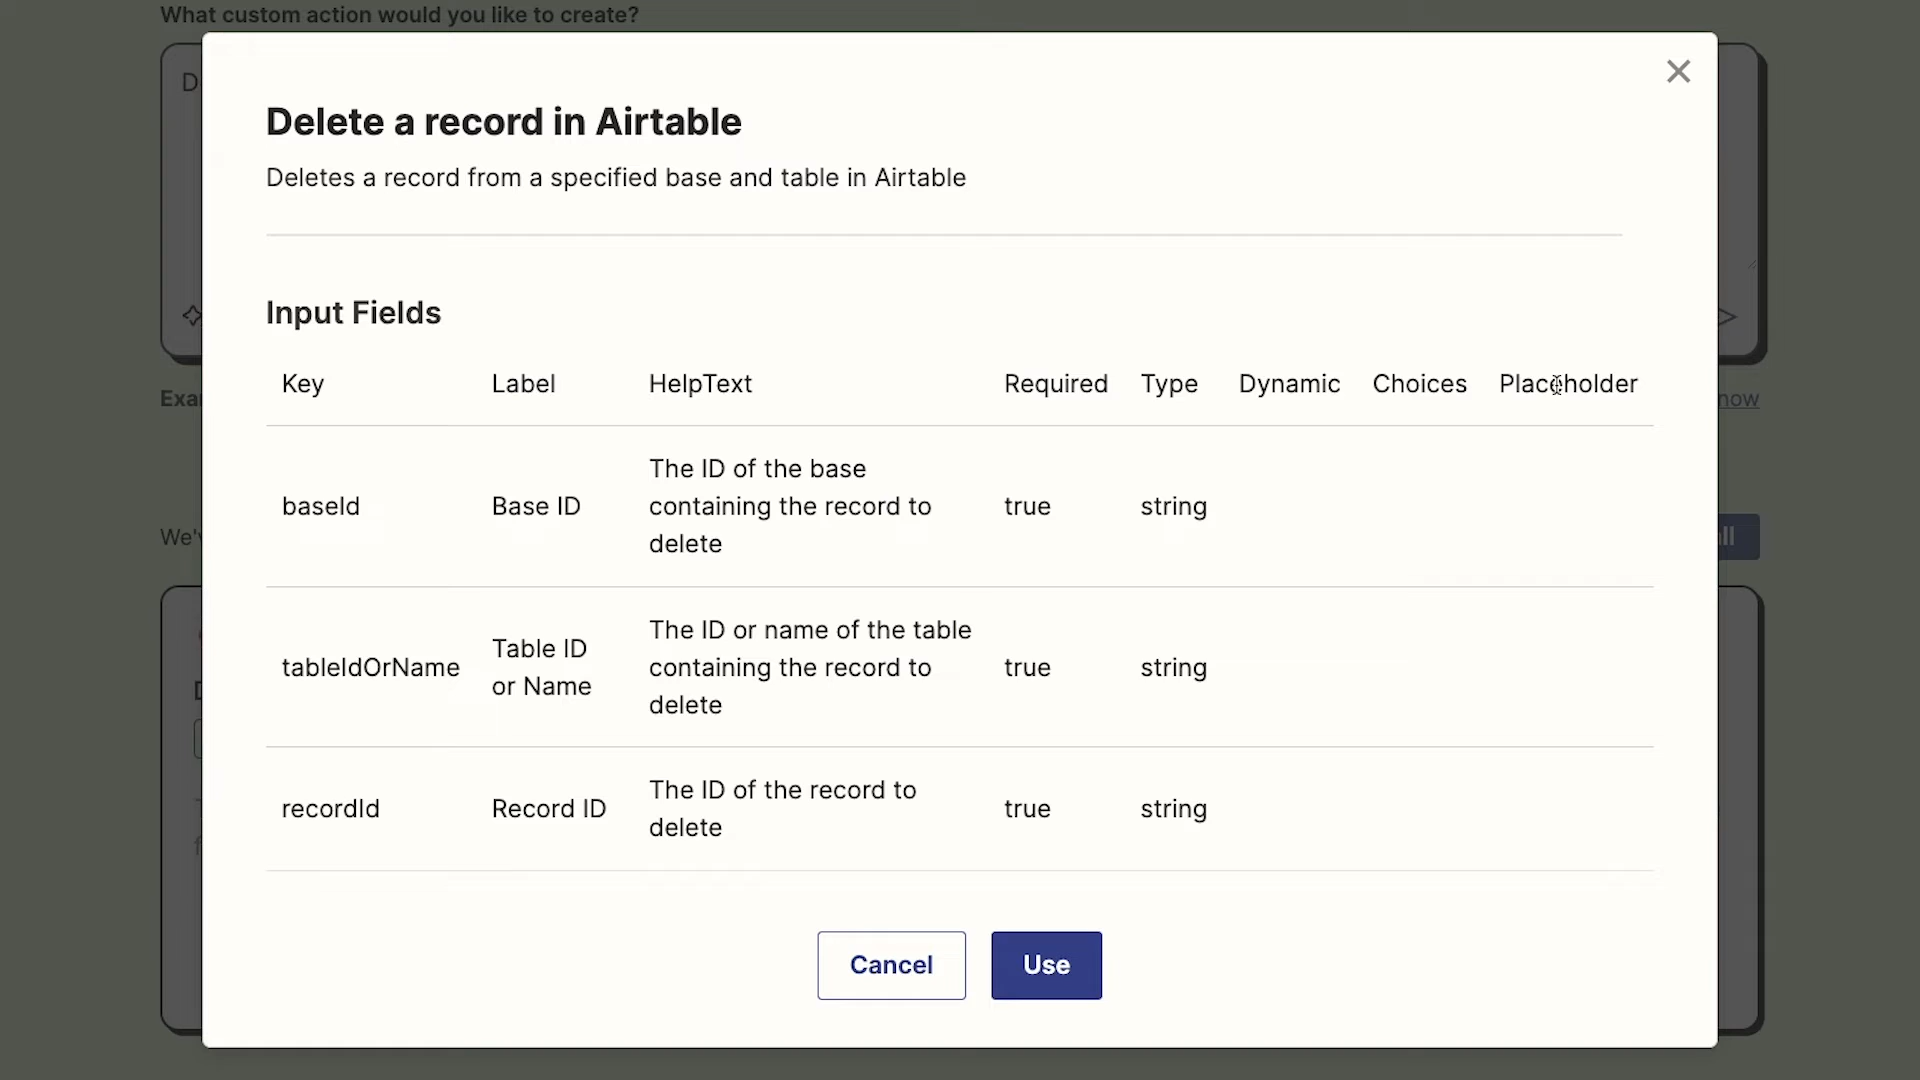 What custom action would you like to create?
Delete a record in Airtable
Deletes a record from a specified base and table in Airtable
Input Fields
Key Label HelpText Required Type Dynamic Choices Placeholder
baseId Base ID The ID of the base containing the record to delete true string
tableIdOrName Table ID or Name The ID or name of the table containing the record to delete true string
recordId Record ID The ID of the record to delete true string
Cancel Use